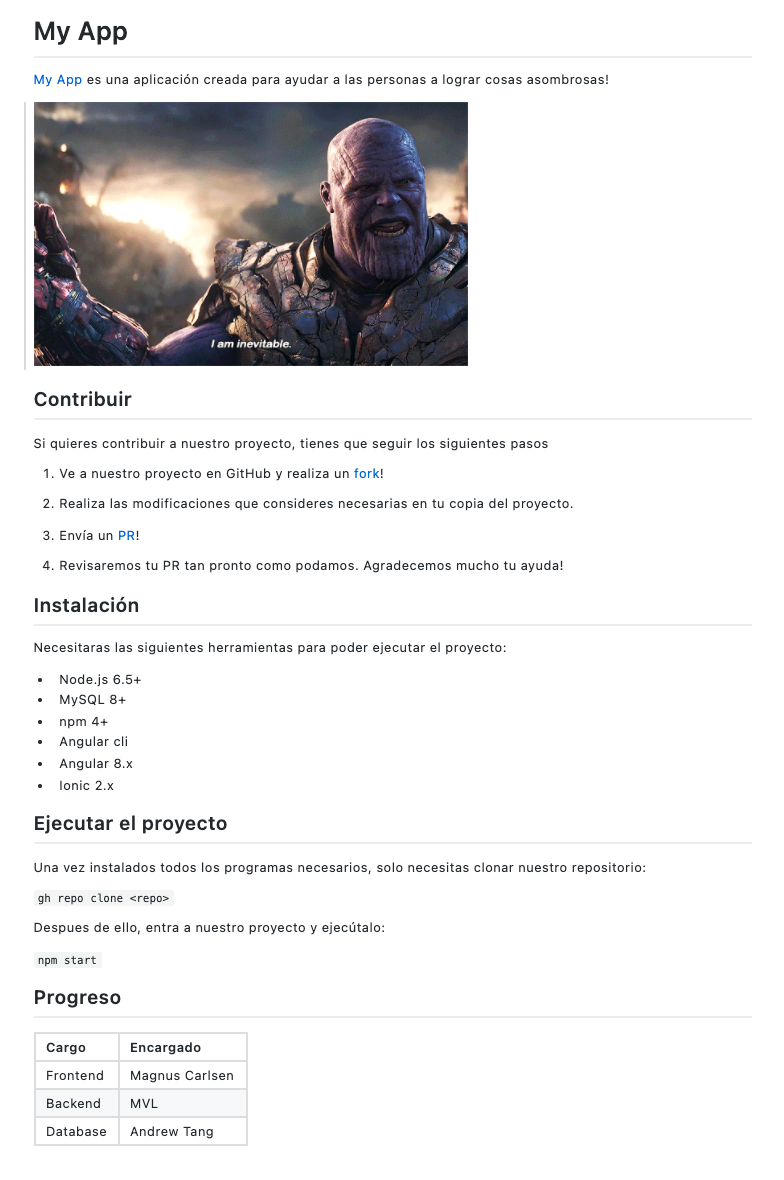 My App
My App es una aplicación creada para ayudar a las personas a lograr cosas asombrosas!
I am inevitable.
Contribuir
Si quieres contribuir a nuestro proyecto, tienes que seguir los siguientes pasos
1. Ve a nuestro proyecto en GitHub y realiza un fork!
2. Realiza las modificaciones que consideres necesarias en tu copia del proyecto.
3. Envía un PR!
4. Revisaremos tu PR tan pronto como podamos. Agradecemos mucho tu ayuda!
Instalación
Necesitaras las siguientes herramientas para poder ejecutar el proyecto:
• Node.js 6.5+
• MySQL 8+
• npm 4+
• Angular cli
• Angular 8.x
• Ionic 2.x
Ejecutar el proyecto
Una vez instalados todos los programas necesarios, solo necesitas clonar nuestro repositorio:
gh repo clone <repo>
Despues de ello, entra a nuestro proyecto y ejecútalo:
npm start
Progreso
Cargo Encargado
Frontend Magnus Carlsen
Backend MVL
Database Andrew Tang